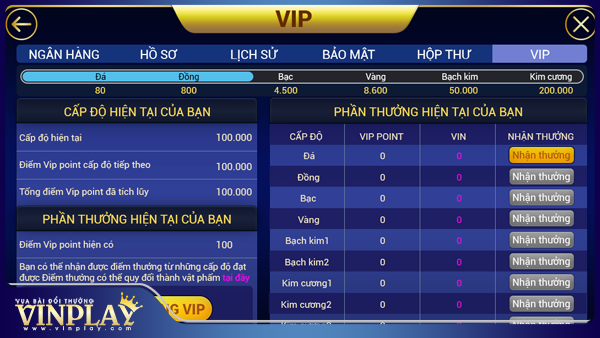 VIP
NGÂN HÀNG HỒ SƠ LỊCH SỬ BẢO MẬT HỘP THƯ VIP
Đá Đồng Bạc Vàng Bạch kim Kim cương
80 800 4.500 8.600 50.000 200.000
CẤP ĐỘ HIỆN TẠI CỦA BẠN
Cấp độ hiện tại 100.000
Điểm Vip point cấp độ tiếp theo 100.000
Tổng điểm Vip point đã tích lũy 100.000
PHẦN THƯỞNG HIỆN TẠI CỦA BẠN
Điểm Vip point hiện có 100
Bạn có thể nhận được điểm thưởng từ những cấp độ đạt
được Điểm thưởng có thể quy đổi thành vật phẩm tại đây
VIP
PHẦN THƯỞNG HIỆN TẠI CỦA BẠN
CẤP ĐỘ VIP POINT VIN NHẬN THƯỞNG
Đá 0 0 Nhận thưởng
Đồng 0 0 Nhận thưởng
Bạc 0 0 Nhận thưởng
Vàng 0 0 Nhận thưởng
Bạch kim1 0 0 Nhận thưởng
Bạch kim2 0 0 Nhận thưởng
Kim cương1 0 0 Nhận thưởng
Kim cương2 0 0 Nhận thưởng
VUA BÀI ĐỔI THƯỞNG
VINPLAY
www.vinplay.com